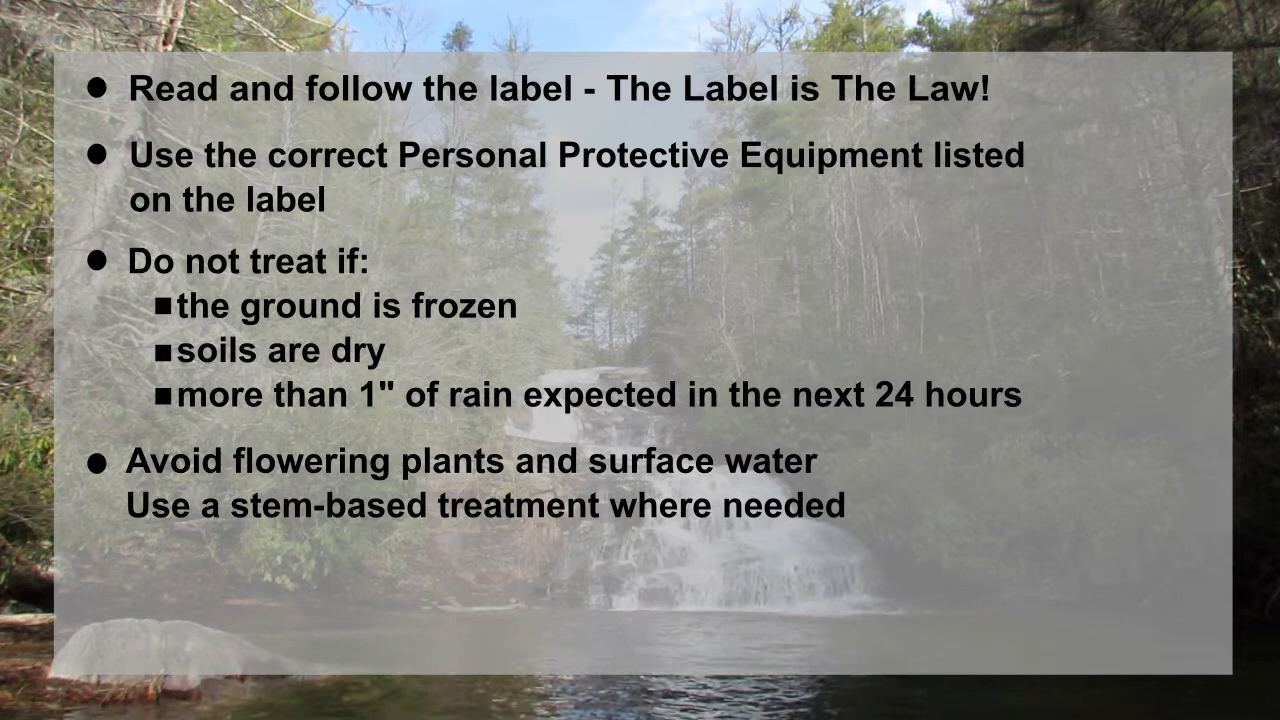 ● Read and follow the label - The Label is The Law!
● Use the correct Personal Protective Equipment listed
on the label
● Do not treat if:
■ the ground is frozen
■ soils are dry
■ more than 1" of rain expected in the next 24 hours
● Avoid flowering plants and surface water
Use a stem-based treatment where needed